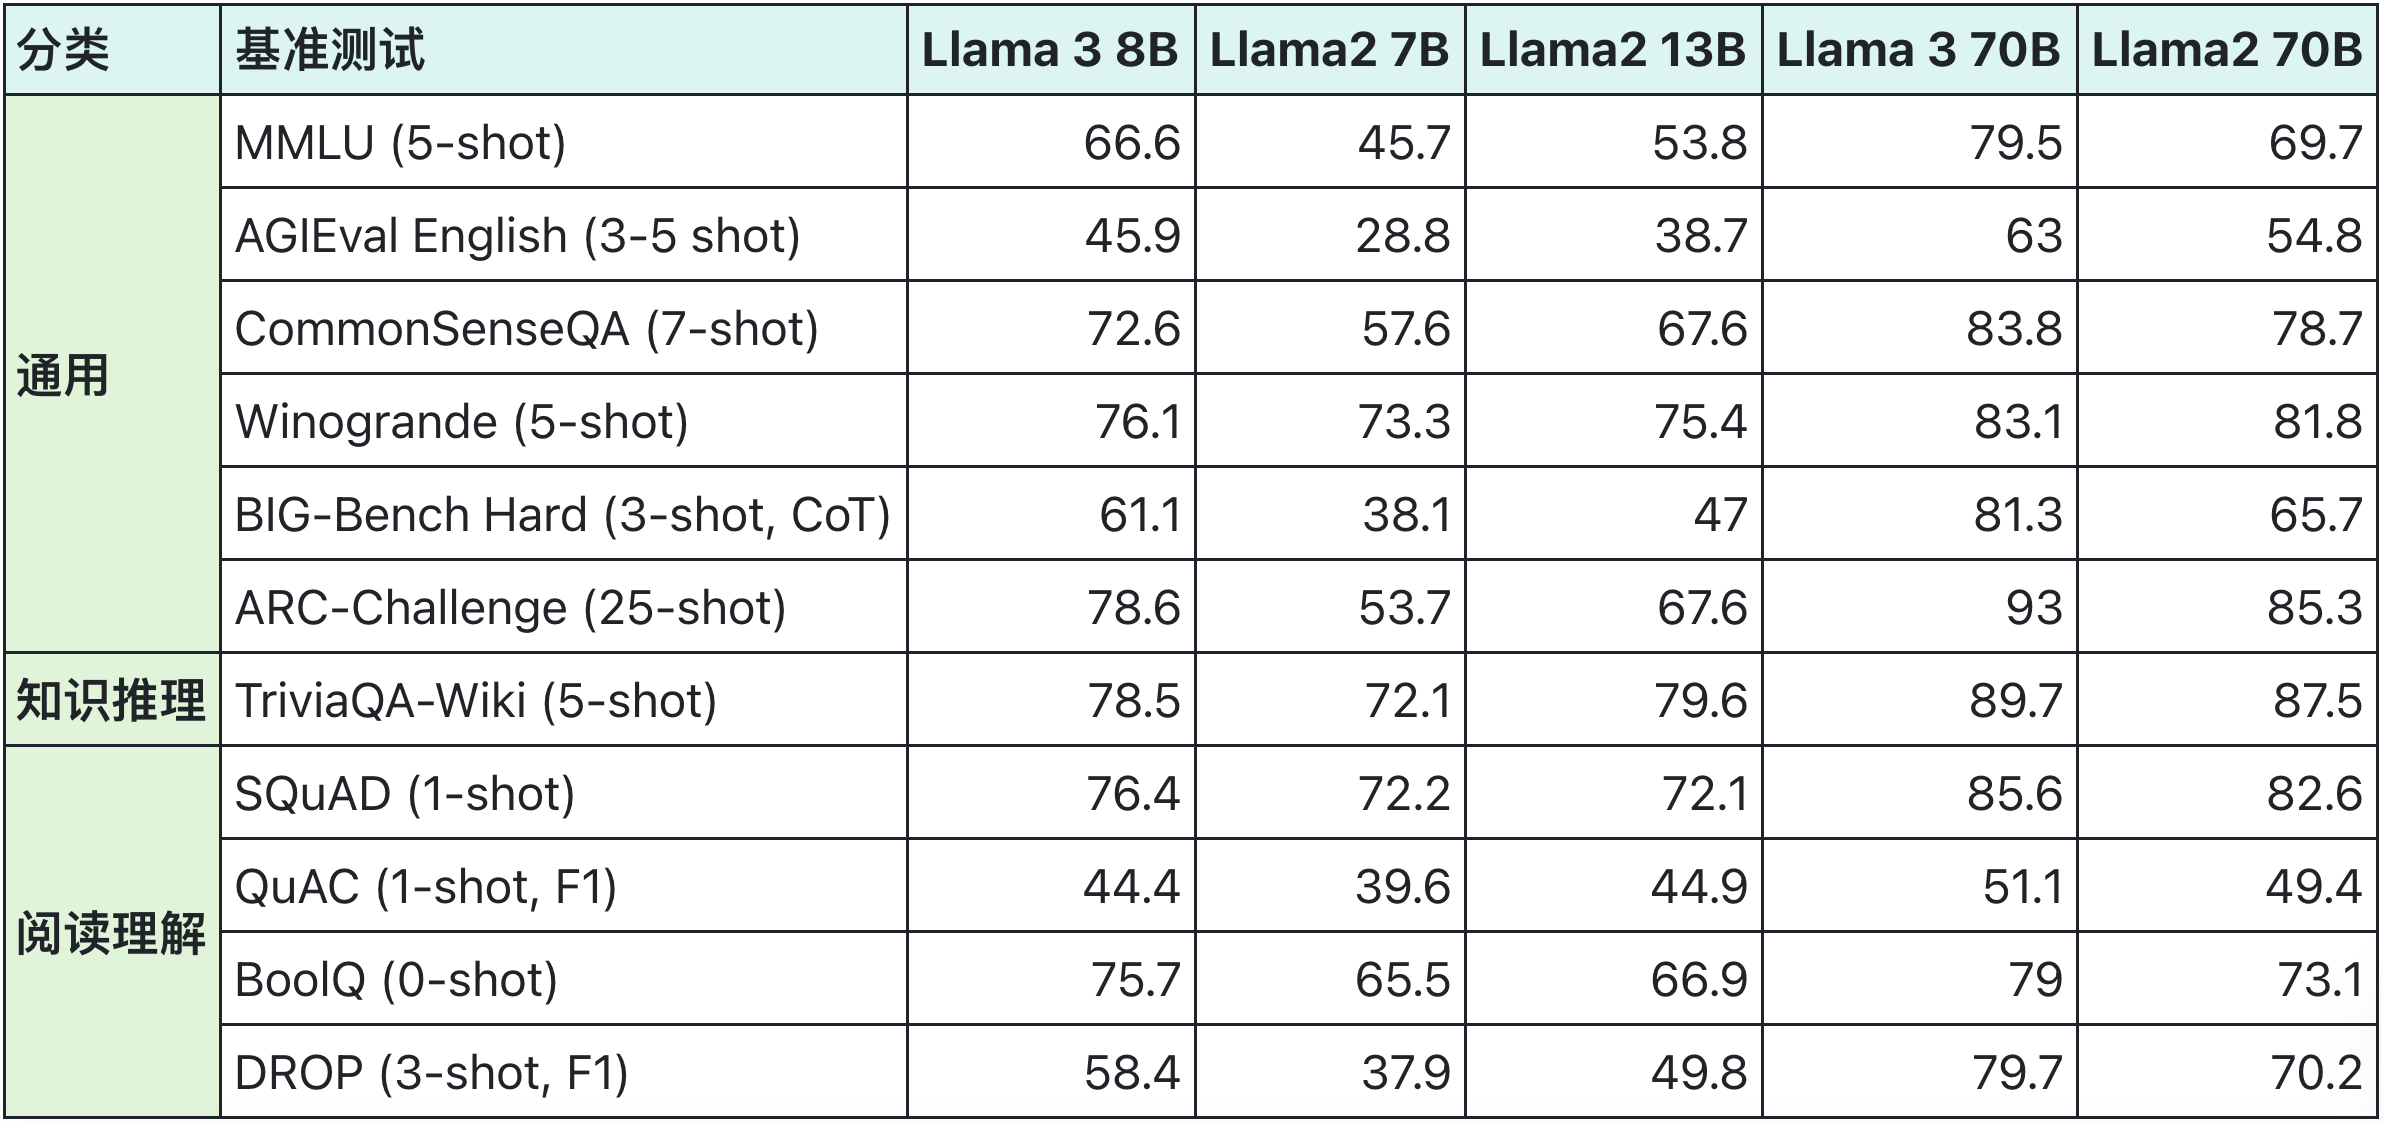 分类 基准测试 Llama 3 8B Llama2 7B Llama2 13B Llama 3 70B Llama2 70B
通用 MMLU (5-shot) 66.6 45.7 53.8 79.5 69.7
AGIEval English (3-5 shot) 45.9 28.8 38.7 63 54.8
CommonSenseQA (7-shot) 72.6 57.6 67.6 83.8 78.7
Winogrande (5-shot) 76.1 73.3 75.4 83.1 81.8
BIG-Bench Hard (3-shot, CoT) 61.1 38.1 47 81.3 65.7
ARC-Challenge (25-shot) 78.6 53.7 67.6 93 85.3
知识推理 TriviaQA-Wiki (5-shot) 78.5 72.1 79.6 89.7 87.5
阅读理解 SQuAD (1-shot) 76.4 72.2 72.1 85.6 82.6
QuAC (1-shot, F1) 44.4 39.6 44.9 51.1 49.4
BoolQ (0-shot) 75.7 65.5 66.9 79 73.1
DROP (3-shot, F1) 58.4 37.9 49.8 79.7 70.2